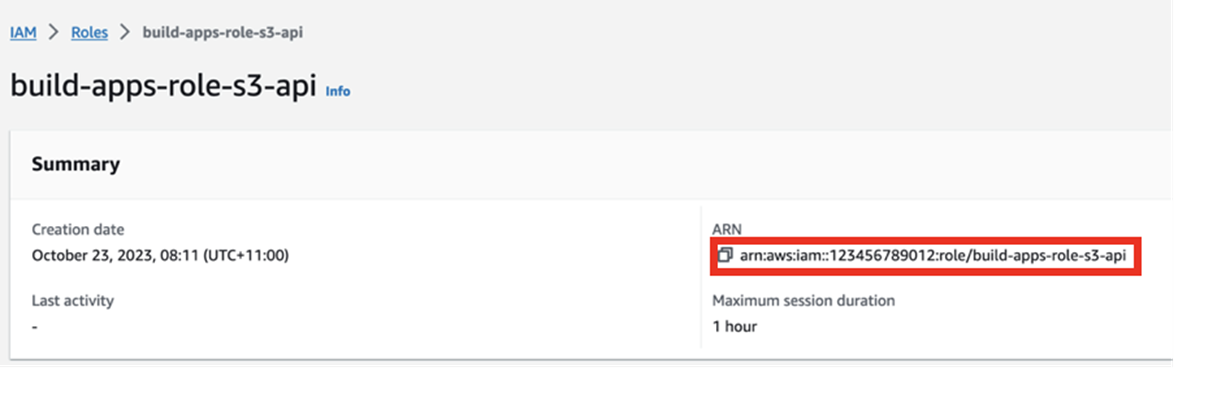 IAM > Roles > build-apps-role-s3-api
build-apps-role-s3-api Info
Summary
Creation date
October 23, 2023, 08:11 (UTC+11:00)
ARN
arn:aws:iam::123456789012:role/build-apps-role-s3-api
Last activity
-
Maximum session duration
1 hour